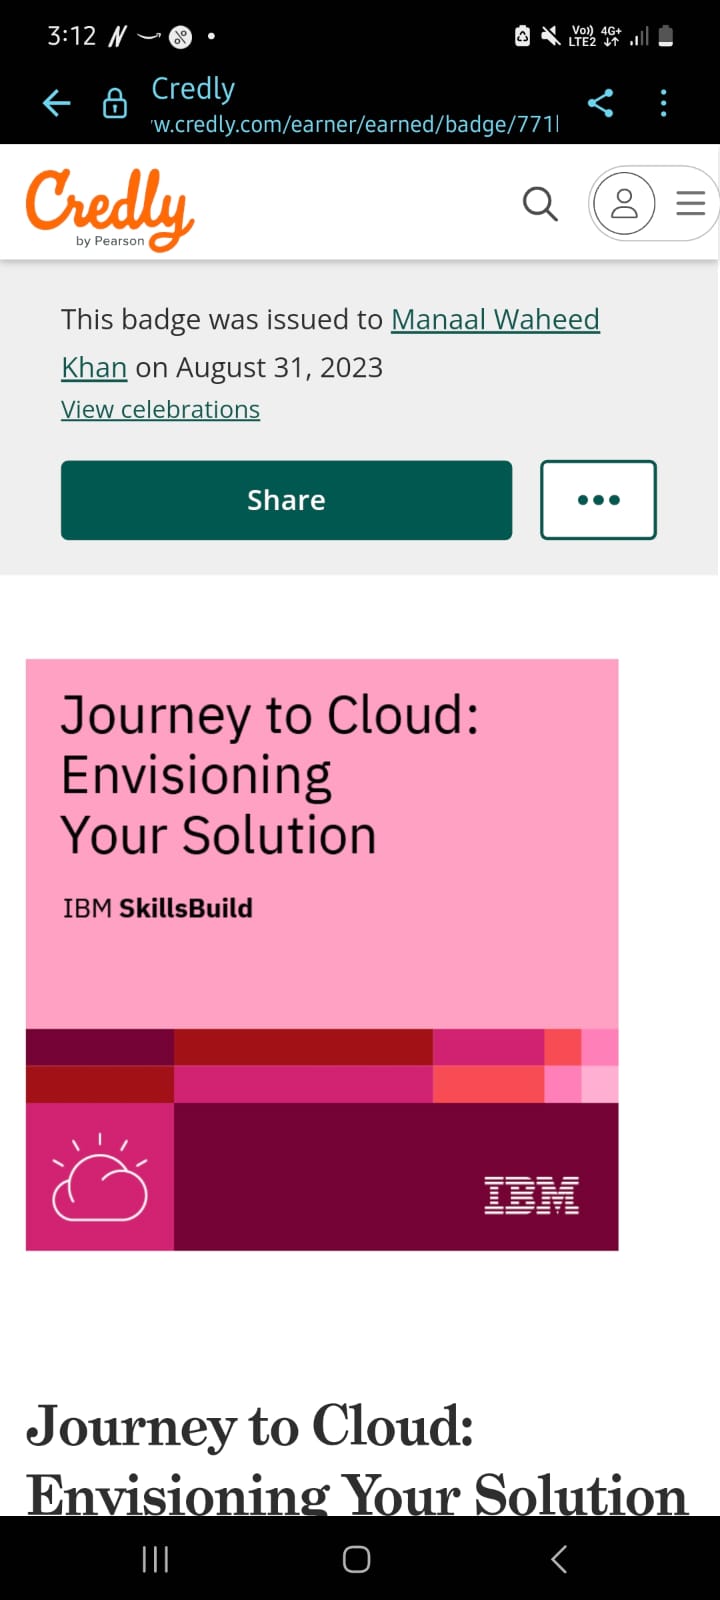 3:12
Vo)) 4G+
LTE2
Credly
w.credly.com/earner/earned/badge/771
Credly
by Pearson
This badge was issued to Manaal Waheed
Khan on August 31, 2023
View celebrations
Share
Journey to Cloud:
Envisioning
Your Solution
IBM SkillsBuild
IBM
Journey to Cloud:
Envisioning Your Solution